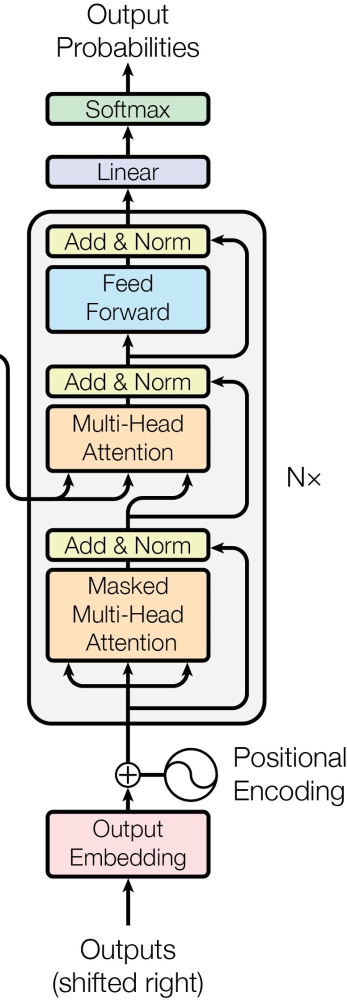 Output
Probabilities
Softmax
Linear
Add & Norm
Feed
Forward
Add & Norm
Multi-Head
Attention
N×
Add & Norm
Masked
Multi-Head
Attention
Positional
Encoding
Output
Embedding
Outputs
(shifted right)